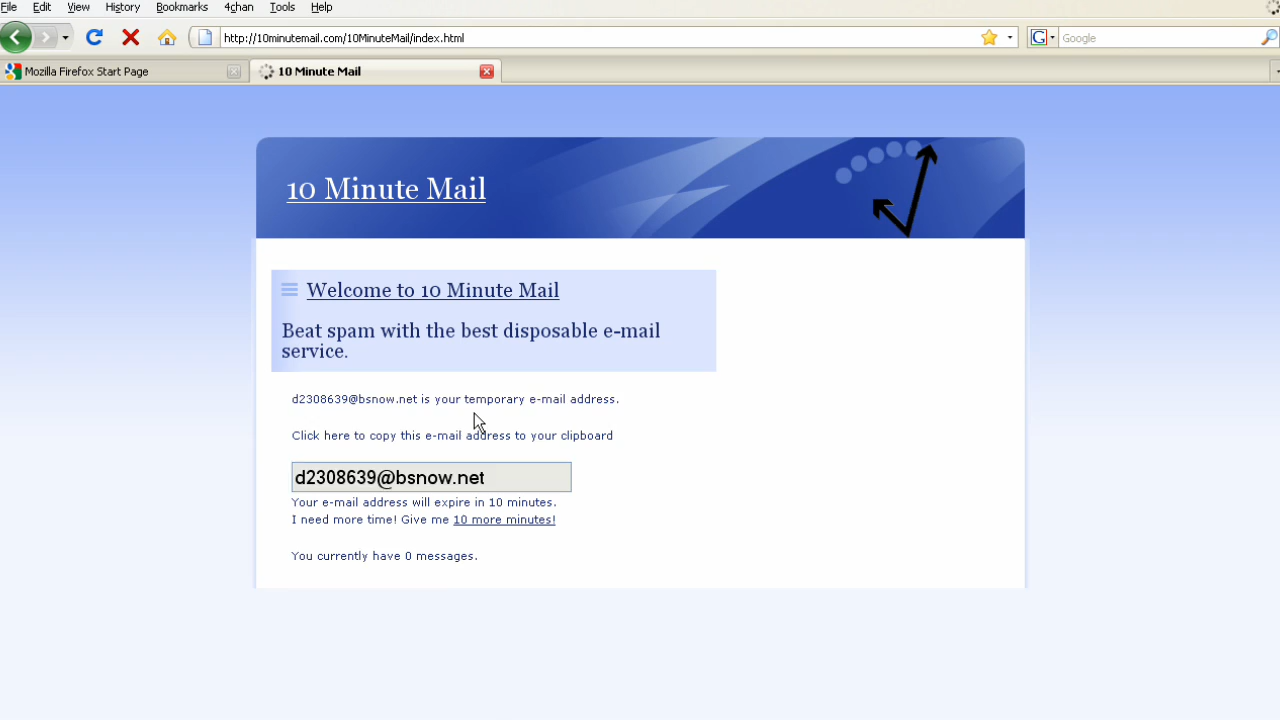 File Edit View History Bookmarks 4chan Tools Help
http://10minutemail.com/10MinuteMail/index.html
G Google
Mozilla Firefox Start Page
10 Minute Mail
10 Minute Mail
Welcome to 10 Minute Mail
Beat spam with the best disposable e-mail
service.
d2308639@bsnow.net is your temporary e-mail address.
Click here to copy this e-mail address to your clipboard
d2308639@bsnow.net
Your e-mail address will expire in 10 minutes.
I need more time! Give me 10 more minutes!
You currently have 0 messages.